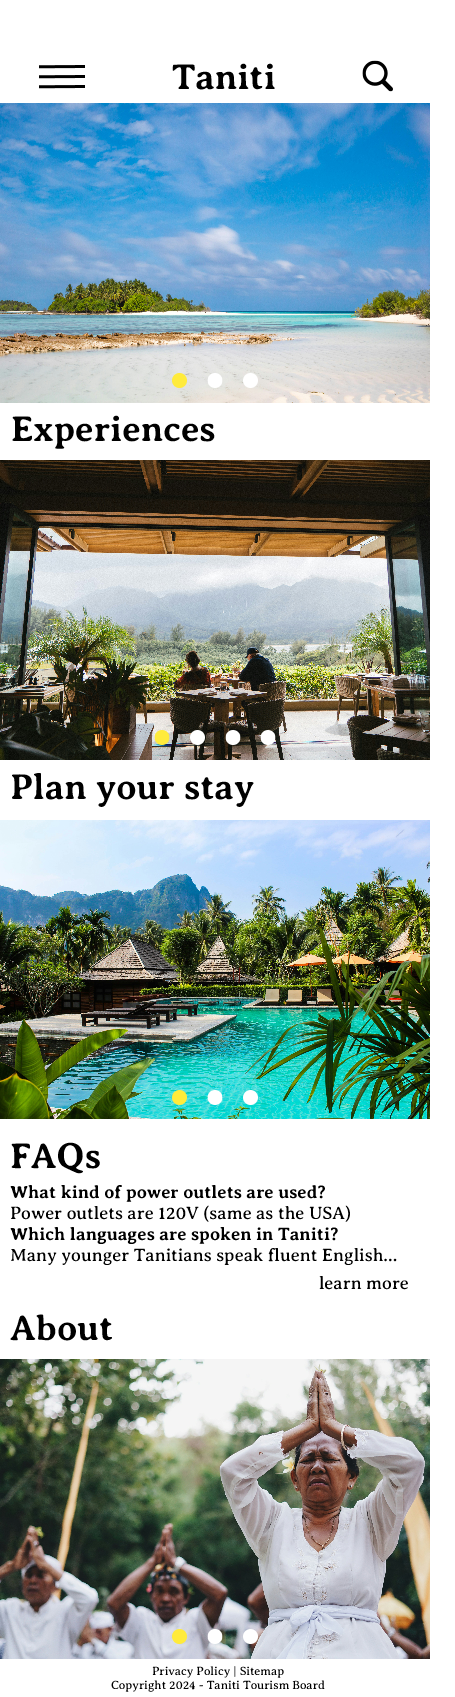 Taniti
Experiences
Plan your stay
FAQs
What kind of power outlets are used?
Power outlets are 120V (same as the USA)
Which languages are spoken in Taniti?
Many younger Tanitians speak fluent English...
learn more
About
Privacy Policy | Sitemap
Copyright 2024 - Taniti Tourism Board